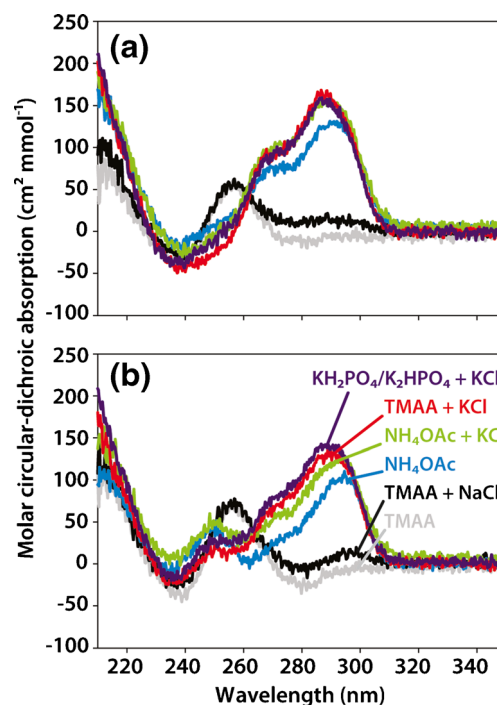 (a)
250
200
150
100
50
0
-50
-100
Molar circular-dichroic absorption (cm² mmol⁻¹)
(b)
250
200
150
100
50
0
-50
-100
KH₂PO₄/K₂HPO₄ + KCl
TMAA + KCl
NH₄OAc + KC
NH₄OAc
TMAA + NaCl
TMAA
220 240 260 280 300 320 340
Wavelength (nm)